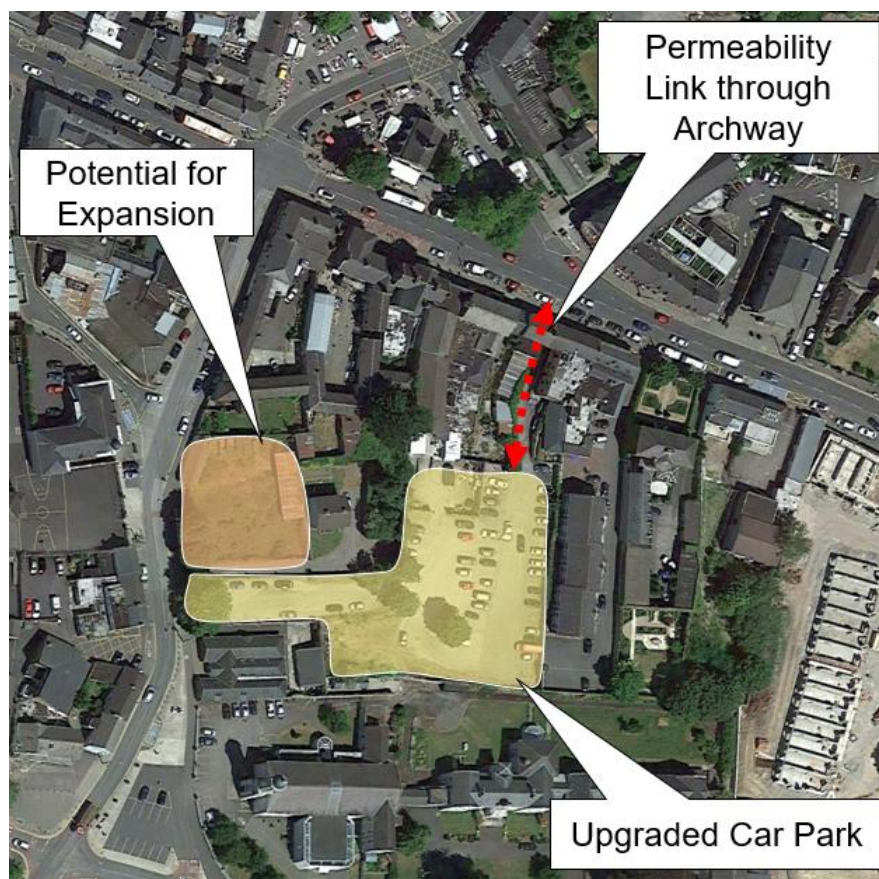 Permeability
Link through
Archway
Potential for
Expansion
Upgraded Car Park